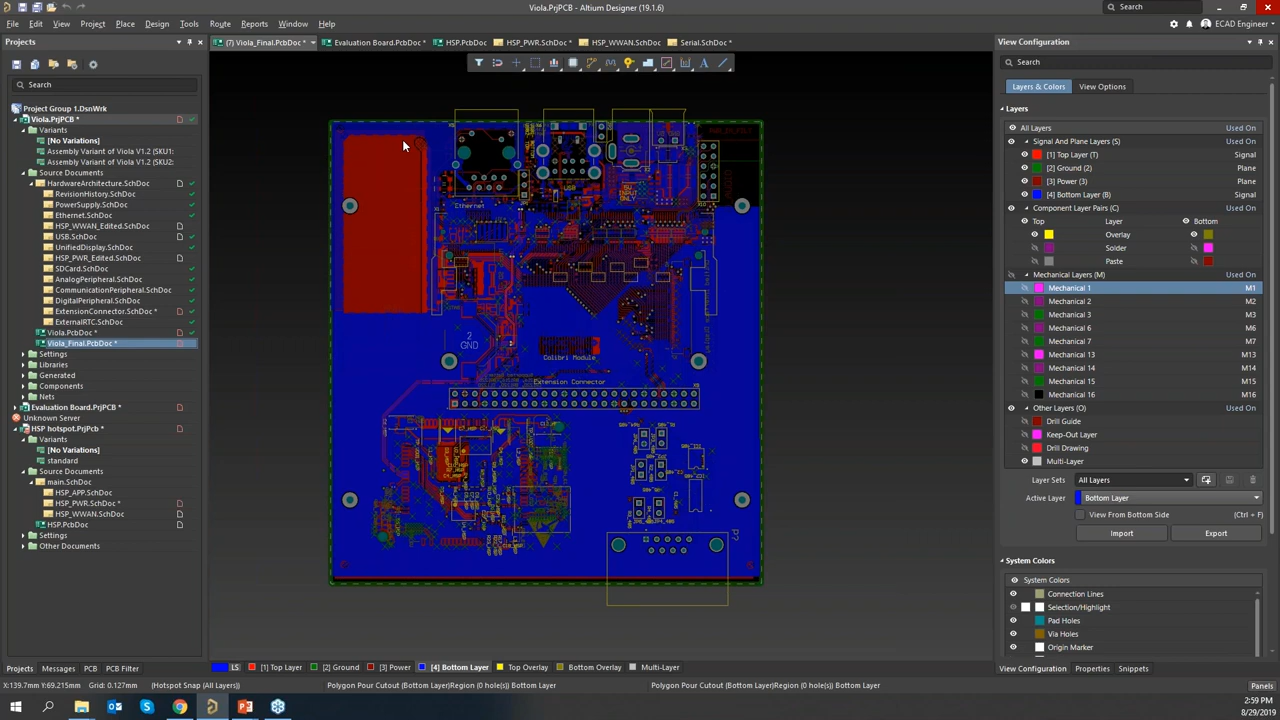 Viola.PrjPCB - Altium Designer (19.1.6)
Search
File Edit View Project Place Design Tools Route Reports Window Help
ECAD Engineer
Projects
(7) Viola_Final.PcbDoc * Evaluation Board.PcbDoc * HSP.PcbDoc HSP_PWR.SchDoc * HSP_WWAN.SchDoc Serial.SchDoc *
View Configuration
Search
Search
Layers & Colors View Options
Project Group 1.DsnWrk
Viola.PrjPCB *
Variants
[No Variations]
Assembly Variant of Viola V1.2 (SKU1:
Assembly Variant of Viola V1.2 (SKU2:
Source Documents
HardwareArchitecture.SchDoc
RevisionHistory.SchDoc
PowerSupply.SchDoc
Ethernet.SchDoc
HSP_WWAN_Edited.SchDoc
USB.SchDoc
UnifiedDisplay.SchDoc
HSP_PWR_Edited.SchDoc
SDCard.SchDoc
AnalogPeripheral.SchDoc
CommunicationPeripheral.SchDoc
DigitalPeripheral.SchDoc
ExtensionConnector.SchDoc *
ExternalRTC.SchDoc
Viola.PcbDoc *
Viola_Final.PcbDoc *
Settings
Libraries
Generated
Components
Nets
Evaluation Board.PrjPCB *
Unknown Server
HSP hotspot.PrjPcb *
Variants
[No Variations]
standard
Source Documents
main.SchDoc
HSP_APP.SchDoc
HSP_PWR.SchDoc *
HSP_WWAN.SchDoc
HSP.PcbDoc
Settings
Other Documents
Ethernet
USB
5V
INPUT
ONLY
2
GND
Colibri Module
Extension Connector
P?
Layers
All Layers Used On
Signal And Plane Layers (S) Used On
[1] Top Layer (T) Signal
[2] Ground (2) Plane
[3] Power (3) Plane
[4] Bottom Layer (B) Signal
Component Layer Pairs (C) Used On
Top Layer Bottom
Overlay
Solder
Paste
Mechanical Layers (M) Used On
Mechanical 1 M1
Mechanical 2 M2
Mechanical 3 M3
Mechanical 6 M6
Mechanical 7 M7
Mechanical 13 M13
Mechanical 14 M14
Mechanical 15 M15
Mechanical 16 M16
Other Layers (O) Used On
Drill Guide
Keep-Out Layer
Drill Drawing
Multi-Layer
Layer Sets All Layers
Active Layer Bottom Layer
View From Bottom Side (Ctrl + F)
Import Export
System Colors
System Colors
Connection Lines
Selection/Highlight
Pad Holes
Via Holes
Origin Marker
Projects Messages PCB PCB Filter
LS [1] Top Layer [2] Ground [3] Power [4] Bottom Layer Top Overlay Bottom Overlay Multi-Layer
View Configuration Properties Snippets
X:139.7mm Y:69.215mm Grid: 0.127mm (Hotspot Snap (All Layers)) Polygon Pour Cutout (Bottom Layer)Region (0 hole(s)) Bottom Layer Polygon Pour Cutout (Bottom Layer)Region (0 hole(s)) Bottom Layer
Panels
2:59 PM
8/29/2019